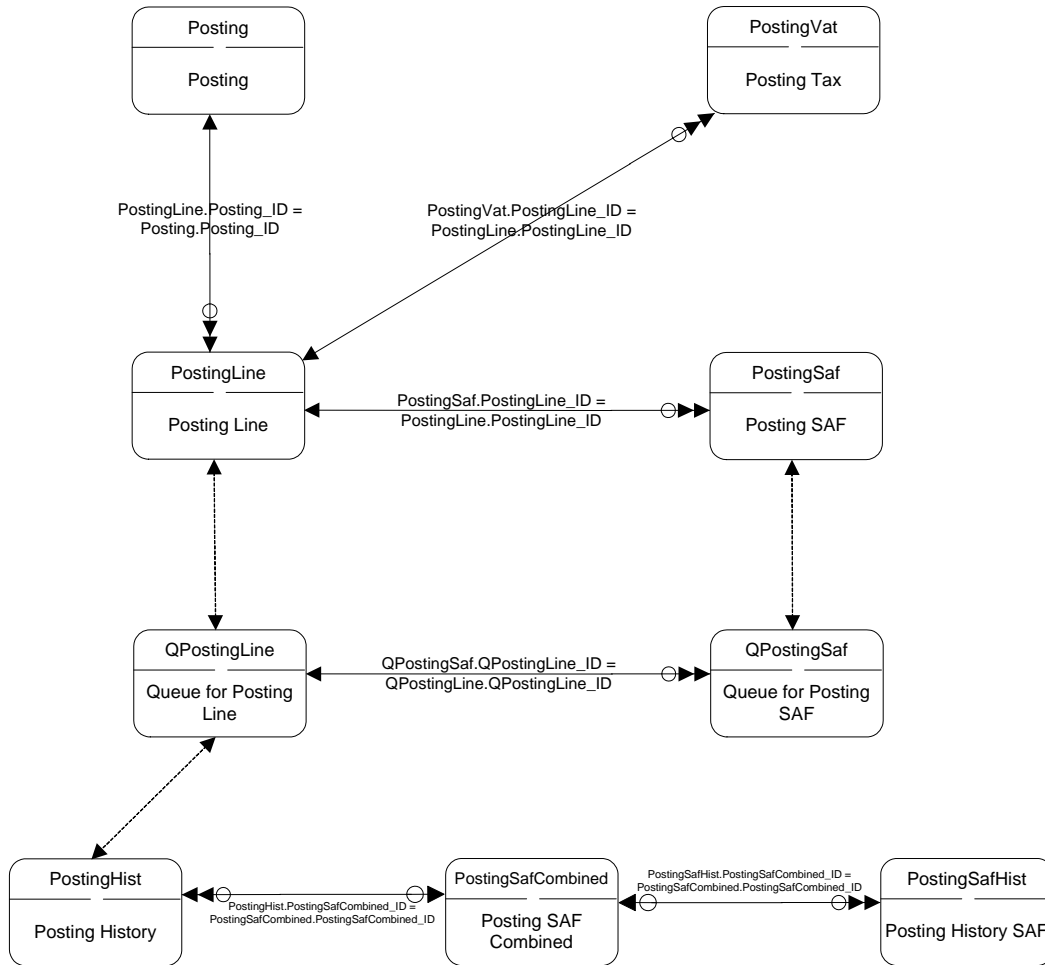 Posting
Posting
PostingVat
Posting Tax
PostingLine.Posting_ID =
Posting.Posting_ID
PostingVat.PostingLine_ID =
PostingLine.PostingLine_ID
PostingLine
Posting Line
PostingSaf.PostingLine_ID =
PostingLine.PostingLine_ID
PostingSaf
Posting SAF
QPostingLine
Queue for Posting
Line
QPostingSaf.QPostingLine_ID =
QPostingLine.QPostingLine_ID
QPostingSaf
Queue for Posting
SAF
PostingHist
Posting History
PostingHist.PostingSafCombined_ID =
PostingSafCombined.PostingSafCombined_ID
PostingSafCombined
Posting SAF
Combined
PostingSafHist.PostingSafCombined_ID =
PostingSafCombined.PostingSafCombined_ID
PostingSafHist
Posting History SAF